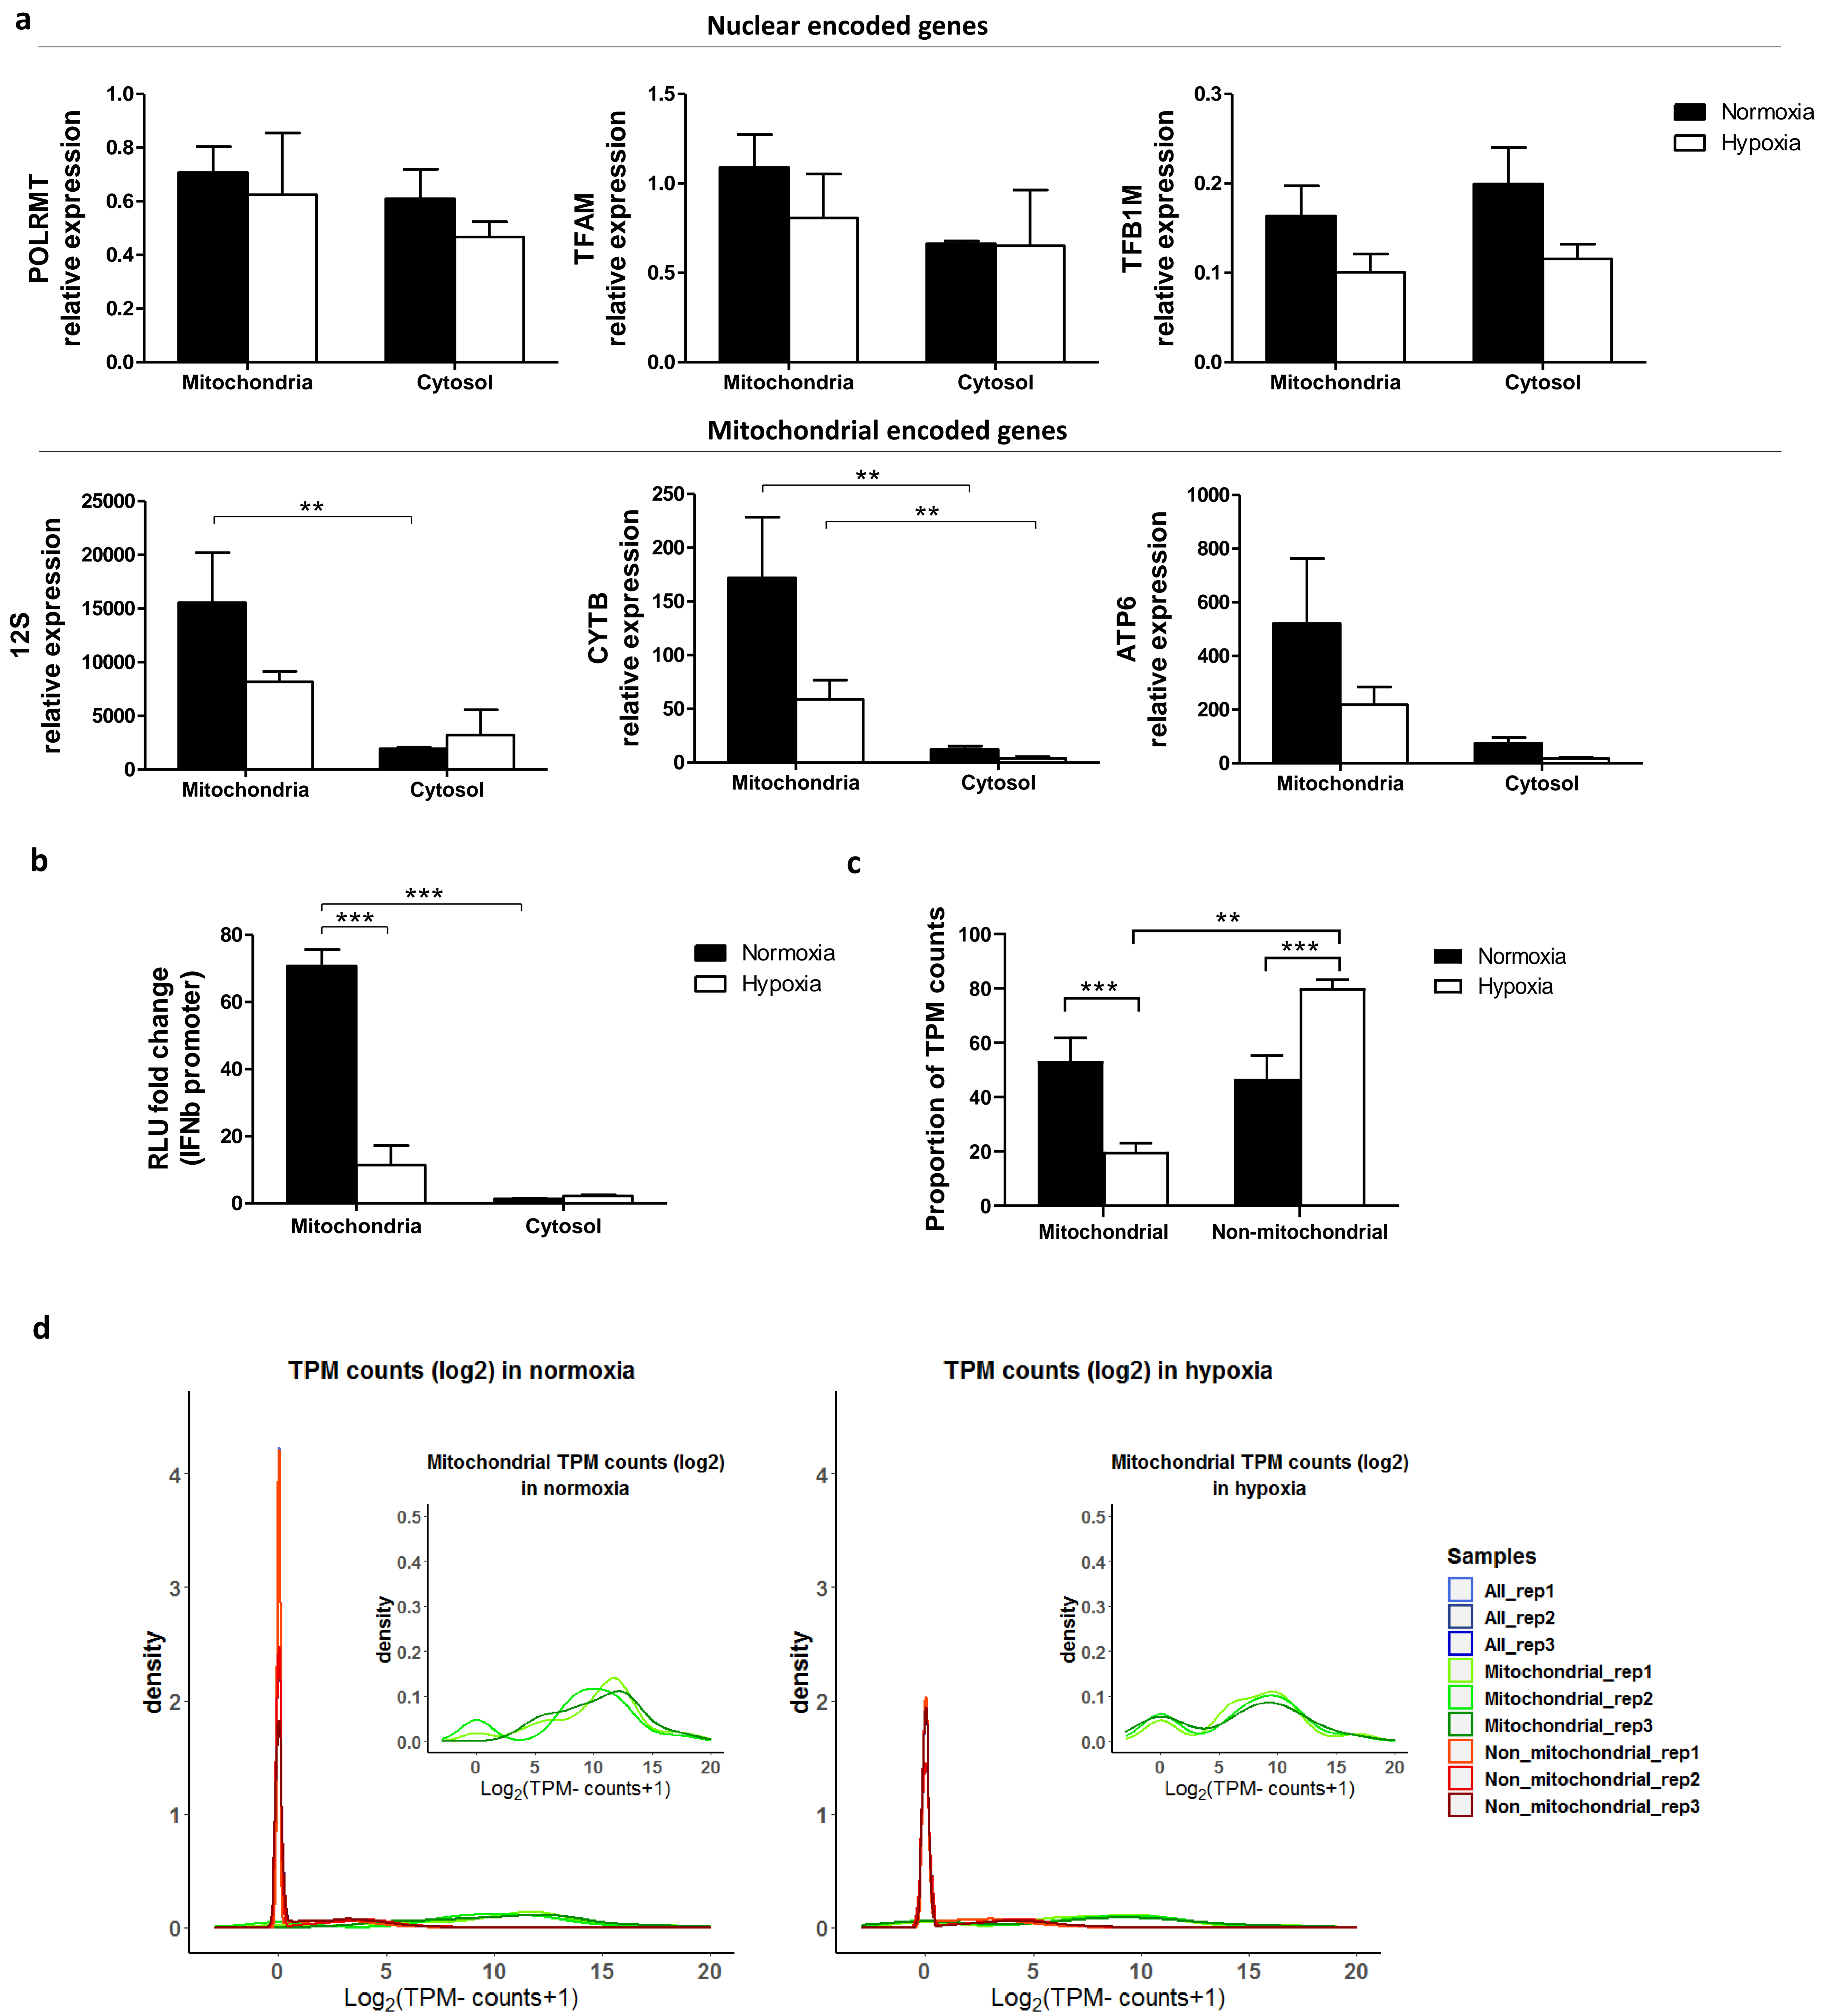 a
Nuclear encoded genes
POLRMT
relative expression
1.0
0.8
0.6
0.4
0.2
0.0
Mitochondria
Cytosol
TFAM
relative expression
1.5
1.0
0.5
0.0
Mitochondria
Cytosol
TFB1M
relative expression
0.3
0.2
0.1
0.0
Mitochondria
Cytosol
Normoxia
Hypoxia
Mitochondrial encoded genes
12S
relative expression
25000
20000
15000
10000
5000
0
**
Mitochondria
Cytosol
CYTB
relative expression
250
200
150
100
50
0
**
**
Mitochondria
Cytosol
ATP6
relative expression
1000
800
600
400
200
0
Mitochondria
Cytosol
b
RLU fold change
(IFNb promoter)
80
60
40
20
0
***
***
Mitochondria
Cytosol
Normoxia
Hypoxia
c
Proportion of TPM counts
100
80
60
40
20
0
**
***
***
Mitochondrial
Non-mitochondrial
Normoxia
Hypoxia
d
TPM counts (log2) in normoxia
density
4
3
2
1
0
0 5 10 15 20
Log2(TPM- counts+1)
Mitochondrial TPM counts (log2)
in normoxia
density
0.5
0.4
0.3
0.2
0.1
0.0
0 5 10 15 20
Log2(TPM- counts+1)
TPM counts (log2) in hypoxia
density
4
3
2
1
0
0 5 10 15 20
Log2(TPM- counts+1)
Mitochondrial TPM counts (log2)
in hypoxia
density
0.5
0.4
0.3
0.2
0.1
0.0
0 5 10 15 20
Log2(TPM- counts+1)
Samples
All_rep1
All_rep2
All_rep3
Mitochondrial_rep1
Mitochondrial_rep2
Mitochondrial_rep3
Non_mitochondrial_rep1
Non_mitochondrial_rep2
Non_mitochondrial_rep3